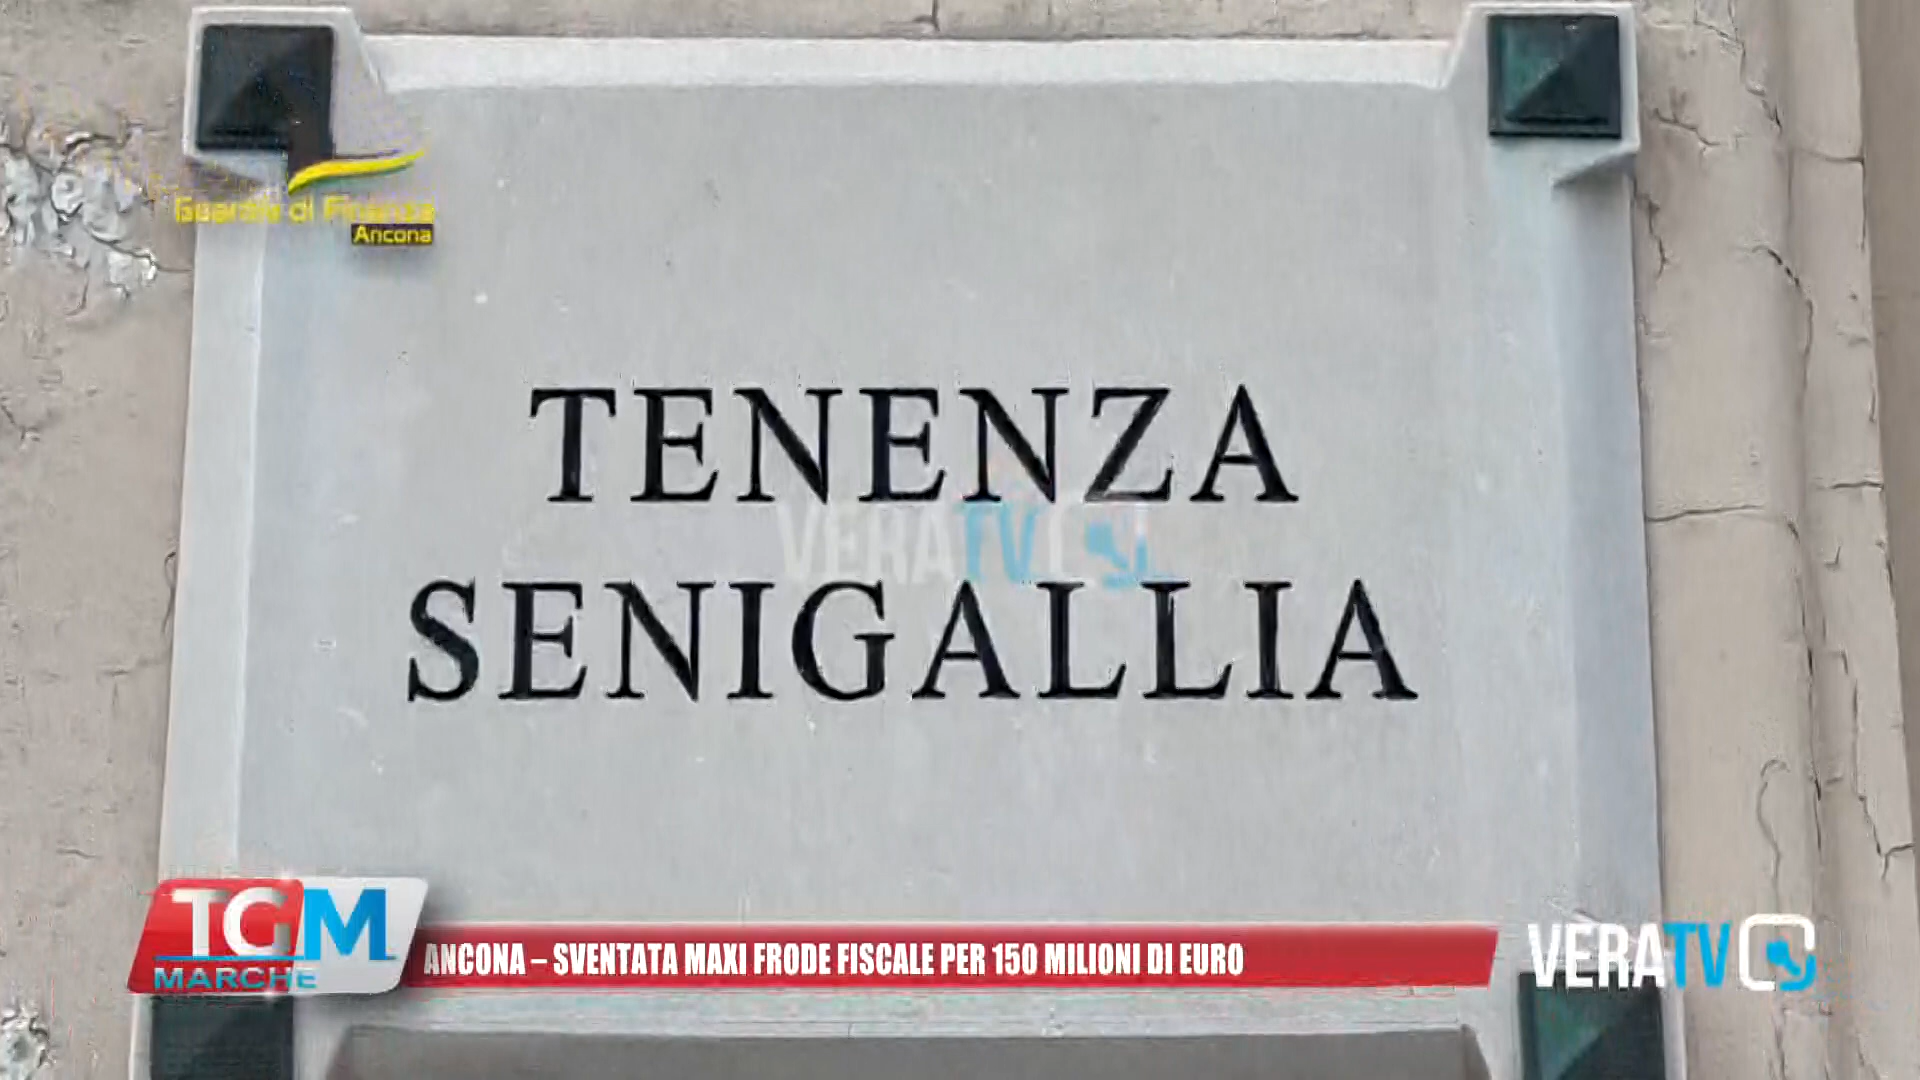 Guardia di Finanza
Ancona
TENENZA
VERATV
SENIGALLIA
TGM
MARCHE
ANCONA – SVENTATA MAXI FRODE FISCALE PER 150 MILIONI DI EURO
VERATV